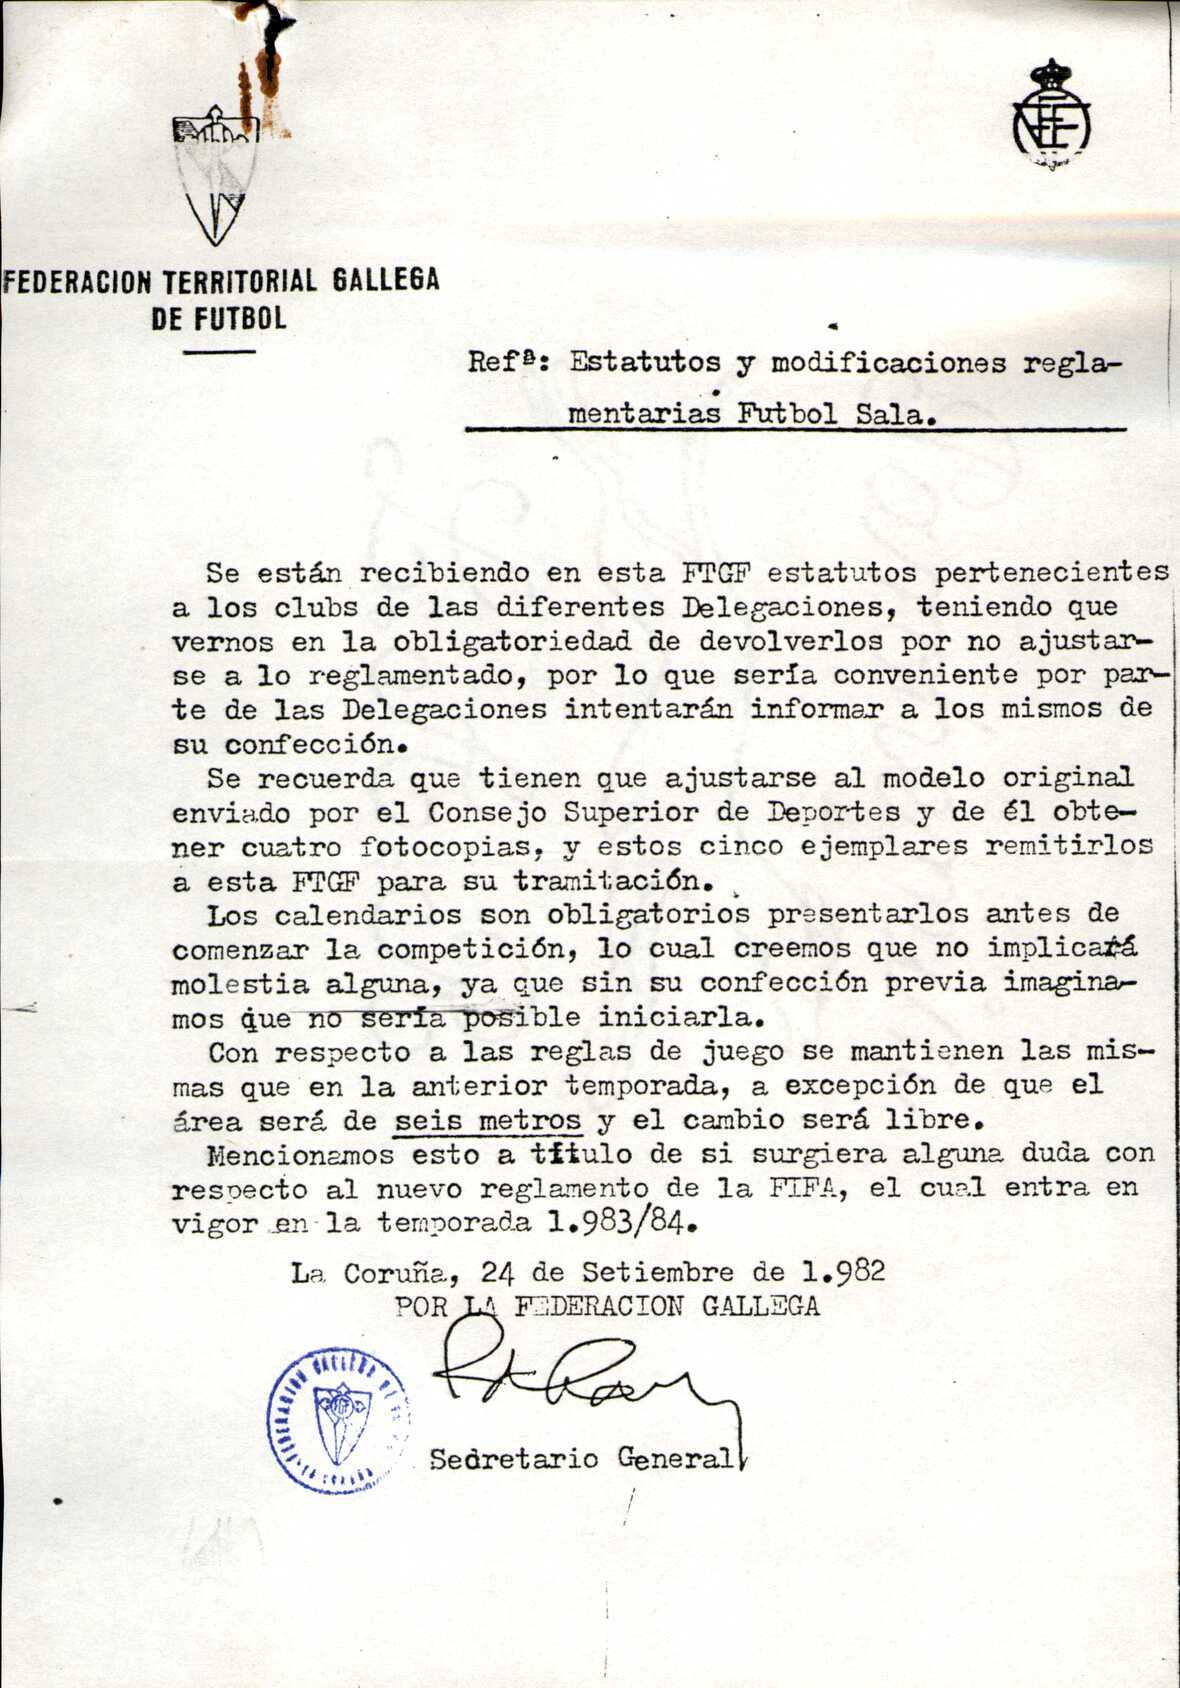 FEDERACION TERRITORIAL GALLEGA
DE FUTBOL
Refª: Estatutos y modificaciones regla-
mentarias Futbol Sala.
Se están recibiendo en esta FTGF estatutos pertenecientes
a los clubs de las diferentes Delegaciones, teniendo que
vernos en la obligatoriedad de devolverlos por no ajustar-
se a lo reglamentado, por lo que sería conveniente por par-
te de las Delegaciones intentarán informar a los mismos de
su confección.
Se recuerda que tienen que ajustarse al modelo original
enviado por el Consejo Superior de Deportes y de él obte-
ner cuatro fotocopias, y estos cinco ejemplares remitirlos
a esta FTGF para su tramitación.
Los calendarios son obligatorios presentarlos antes de
comenzar la competición, lo cual creemos que no implicará
molestia alguna, ya que sin su confección previa imagina-
mos que no sería posible iniciarla.
Con respecto a las reglas de juego se mantienen las mis-
mas que en la anterior temporada, a excepción de que el
área será de seis metros y el cambio será libre.
Mencionamos esto a título de si surgiera alguna duda con
respecto al nuevo reglamento de la FIFA, el cual entra en
vigor en la temporada 1.983/84.
La Coruña, 24 de Setiembre de 1.982
POR LA FEDERACION GALLEGA
FEDERACION GALLEGA DE
LA CORUÑA
Sedretario General